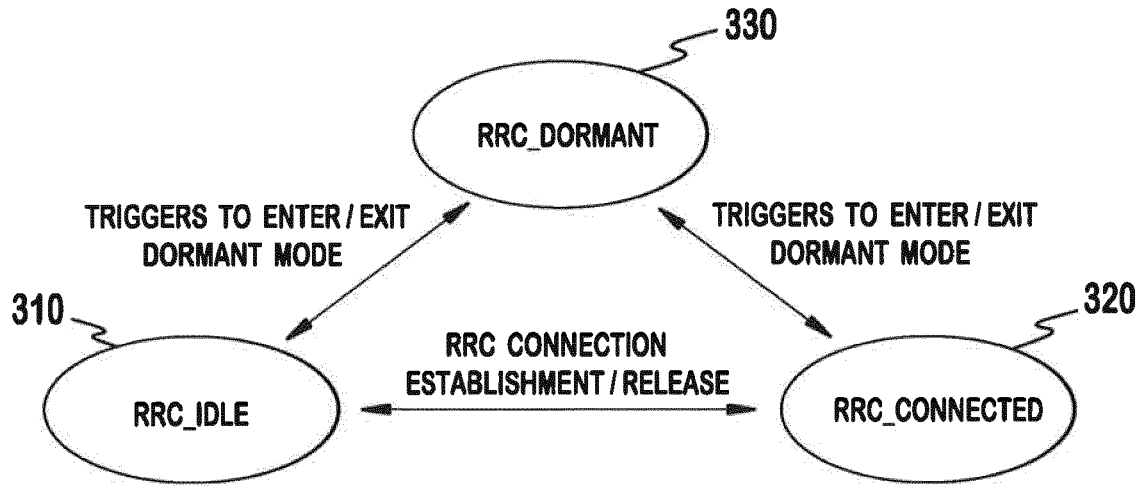 330
RRC_DORMANT
TRIGGERS TO ENTER / EXIT
DORMANT MODE
TRIGGERS TO ENTER / EXIT
DORMANT MODE
310
320
RRC CONNECTION
ESTABLISHMENT / RELEASE
RRC_IDLE
RRC_CONNECTED